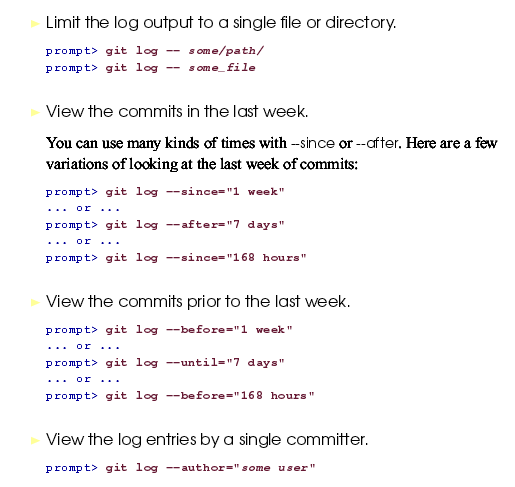 Limit the log output to a single file or directory.
prompt> git log -- some/path/
prompt> git log -- some_file
View the commits in the last week.
You can use many kinds of times with --since or --after. Here are a few
variations of looking at the last week of commits:
prompt> git log --since="1 week"
... or ...
prompt> git log --after="7 days"
... or ...
prompt> git log --since="168 hours"
View the commits prior to the last week.
prompt> git log --before="1 week"
... or ...
prompt> git log --until="7 days"
... or ...
prompt> git log --before="168 hours"
View the log entries by a single committer.
prompt> git log --author="some user"